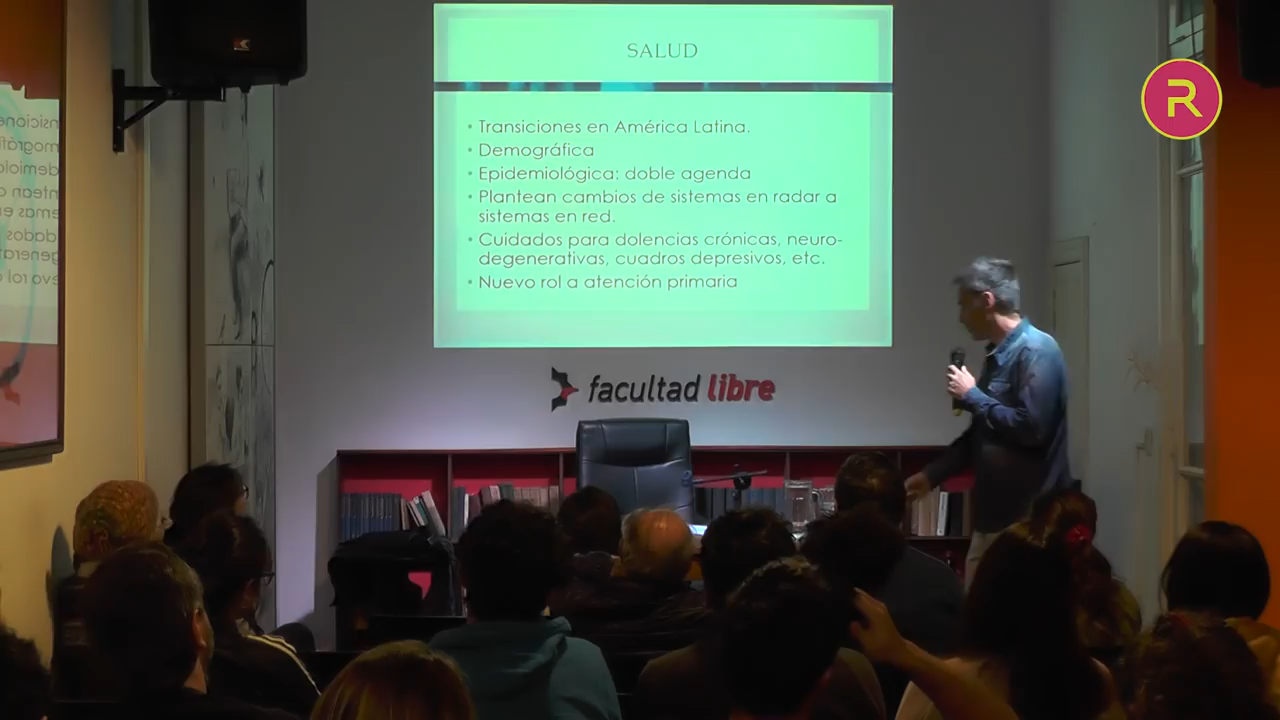 SALUD
• Transiciones en América Latina.
• Demográfica
• Epidemiológica: doble agenda
• Plantean cambios de sistemas en radar a
sistemas en red.
• Cuidados para dolencias crónicas, neuro-
degenerativas, cuadros depresivos, etc.
• Nuevo rol a atención primaria
facultad libre
R